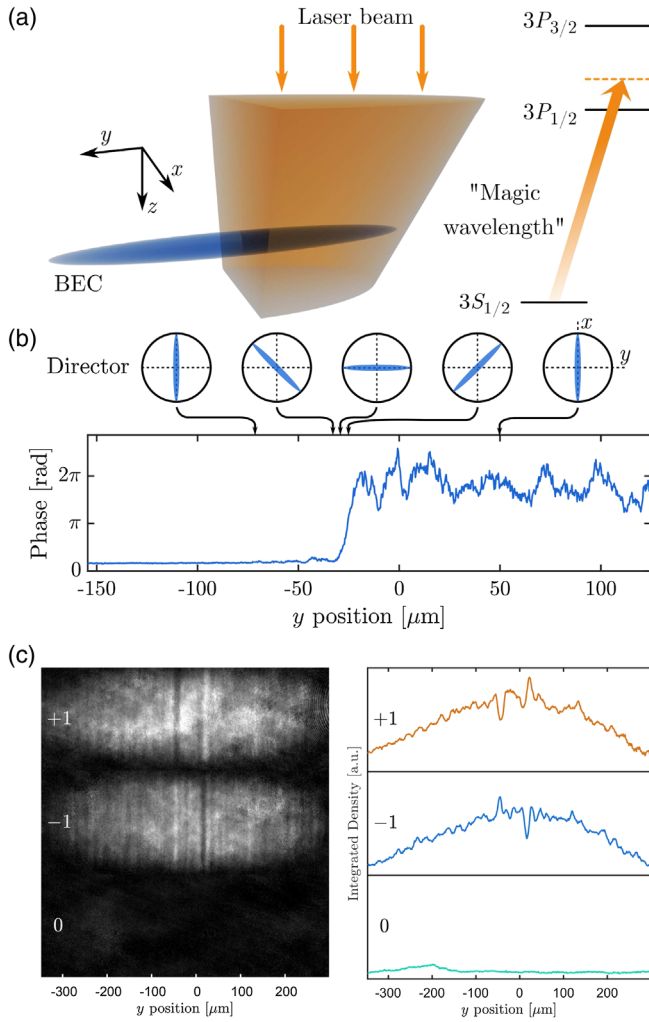 (a)
Laser beam
3P3/2
3P1/2
y
x
z
"Magic
wavelength"
BEC
3S1/2
(b)
Director
x
y
Phase [rad]
2π
π
0
-150
-100
-50
0
50
100
y position [μm]
(c)
+1
-1
0
-300
-200
-100
0
100
200
y position [μm]
Integrated Density [a.u.]
+1
-1
0
-300
-200
-100
0
100
200
y position [μm]